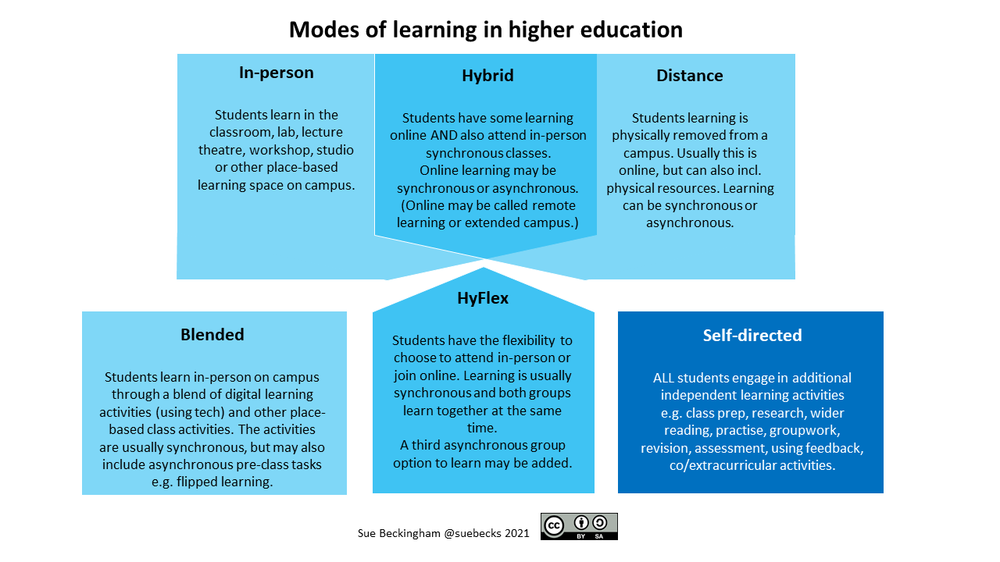 Modes of learning in higher education
In-person
Students learn in the
classroom, lab, lecture
theatre, workshop, studio
or other place-based
learning space on campus.
Hybrid
Students have some learning
online AND also attend in-person
synchronous classes.
Online learning may be
synchronous or asynchronous.
(Online may be called remote
learning or extended campus.)
Distance
Students learning is
physically removed from a
campus. Usually this is
online, but can also incl.
physical resources. Learning
can be synchronous or
asynchronous.
Blended
Students learn in-person on campus
through a blend of digital learning
activities (using tech) and other place-
based class activities. The activities
are usually synchronous, but may also
include asynchronous pre-class tasks
e.g. flipped learning.
HyFlex
Students have the flexibility to
choose to attend in-person or
join online. Learning is usually
synchronous and both groups
learn together at the same
time.
A third asynchronous group
option to learn may be added.
Self-directed
ALL students engage in additional
independent learning activities
e.g. class prep, research, wider
reading, practise, groupwork,
revision, assessment, using feedback,
co/extracurricular activities.
Sue Beckingham @suebecks 2021
cc
BY SA